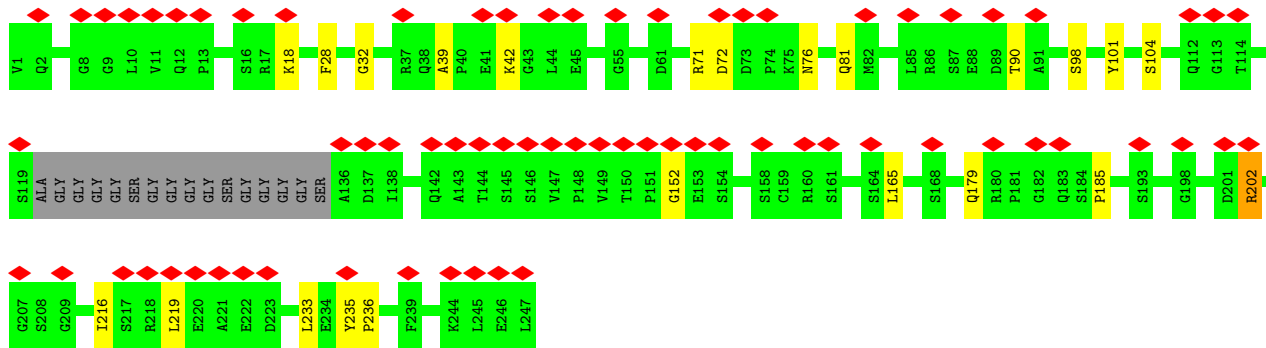 V1 Q2 G8 G9 L10 V11 Q12 P13 S16 R17 K18 F28 G32 R37 Q38 A39 P40 E41 K42 G43 L44 E45 G55 D61 R71 D72 D73 P74 K75 N76 Q81 M82 L85 R86 S87 E88 D89 T90 A91 S98 Y101 S104 Q112 G113 T114
S119 ALA GLY GLY GLY GLY SER GLY GLY GLY GLY SER GLY GLY GLY GLY SER A136 D137 I138 Q142 A143 T144 S145 S146 V147 P148 V149 T150 P151 G152 E153 S154 S158 C159 R160 S161 S164 L165 S168 Q179 R180 P181 G182 Q183 S184 P185 S193 G198 D201 R202
G207 S208 G209 I216 S217 R218 L219 E220 A221 E222 D223 L233 E234 Y235 P236 F239 K244 L245 E246 L247